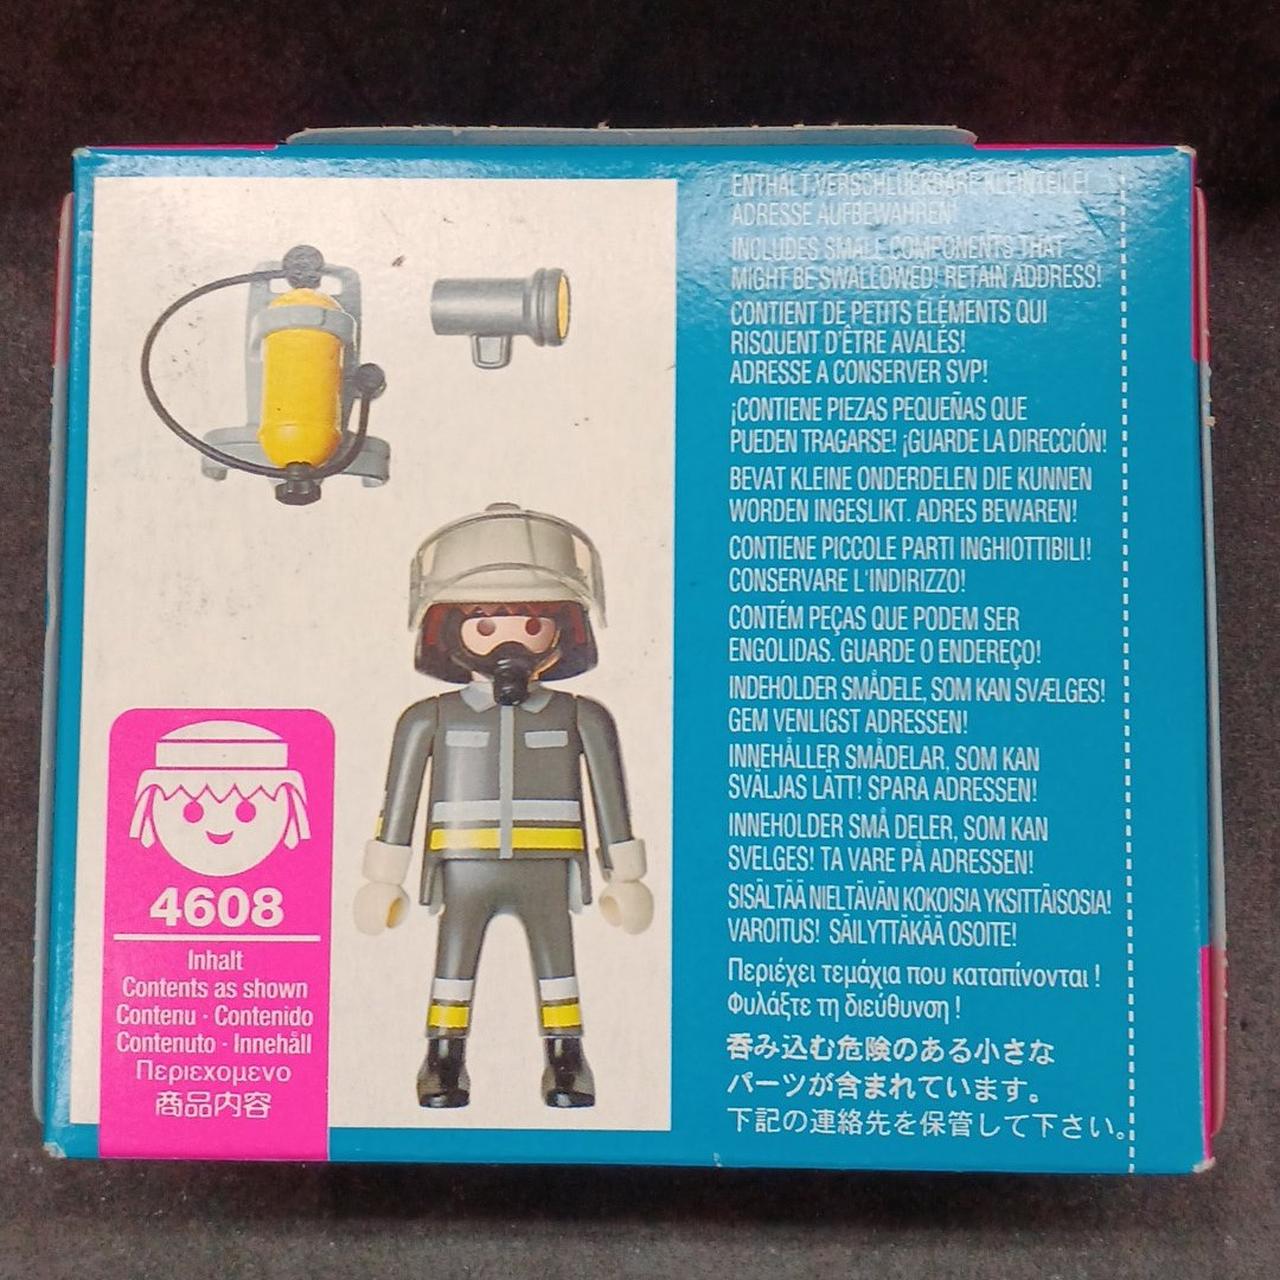 4608
Inhalt
Contents as shown
Contenu · Contenido
Contenuto · Innehåll
Περιεχομενο
商品内容
ENTHÄLT VERSCHLUCKBARE KLEINTEILE!
ADRESSE AUFBEWAHREN!
INCLUDES SMALL COMPONENTS THAT
MIGHT BE SWALLOWED! RETAIN ADDRESS!
CONTIENT DE PETITS ÉLÉMENTS QUI
RISQUENT D'ÊTRE AVALÉS!
ADRESSE A CONSERVER SVP!
¡CONTIENE PIEZAS PEQUEÑAS QUE
PUEDEN TRAGARSE! ¡GUARDE LA DIRECCIÓN!
BEVAT KLEINE ONDERDELEN DIE KUNNEN
WORDEN INGESLIKT. ADRES BEWAREN!
CONTIENE PICCOLE PARTI INGHIOTTIBILI!
CONSERVARE L'INDIRIZZO!
CONTÉM PEÇAS QUE PODEM SER
ENGOLIDAS. GUARDE O ENDEREÇO!
INDEHOLDER SMÅDELE, SOM KAN SVÆLGES!
GEM VENLIGST ADRESSEN!
INNEHÅLLER SMÅDELAR, SOM KAN
SVÄLJAS LÄTT! SPARA ADRESSEN!
INNEHOLDER SMÅ DELER, SOM KAN
SVELGES! TA VARE PÅ ADRESSEN!
SISÄLTÄÄ NIELTÄVÄN KOKOISIA YKSITTÄISOSIA!
VAROITUS! SÄILYTTÄKÄÄ OSOITE!
Περιέχει τεμάχια που καταπίνονται !
Φυλάξτε τη διεύθυνση !
呑み込む危険のある小さな
パーツが含まれています。
下記の連絡先を保管して下さい。